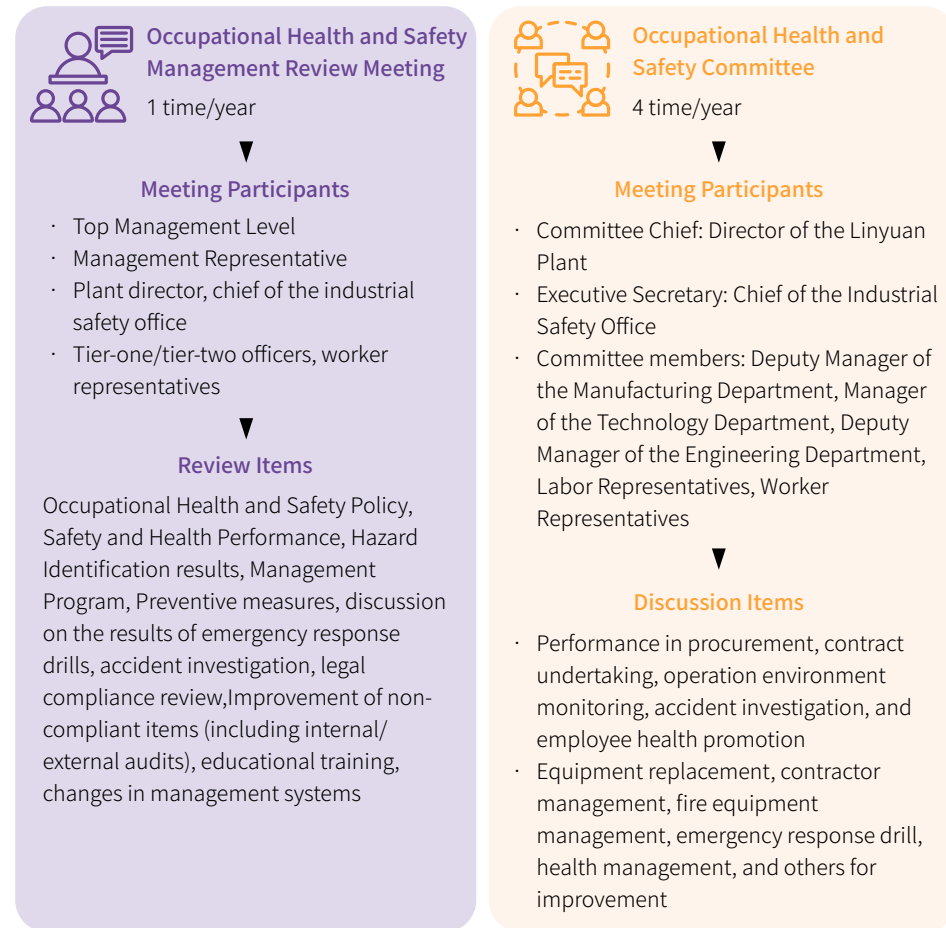 Occupational Health and Safety
Management Review Meeting
1 time/year
Meeting Participants
· Top Management Level
· Management Representative
· Plant director, chief of the industrial
safety office
· Tier-one/tier-two officers, worker
representatives
Review Items
Occupational Health and Safety Policy,
Safety and Health Performance, Hazard
Identification results, Management
Program, Preventive measures, discussion
on the results of emergency response
drills, accident investigation, legal
compliance review,Improvement of non-
compliant items (including internal/
external audits), educational training,
changes in management systems
Occupational Health and
Safety Committee
4 time/year
Meeting Participants
· Committee Chief: Director of the Linyuan
Plant
· Executive Secretary: Chief of the Industrial
Safety Office
· Committee members: Deputy Manager of
the Manufacturing Department, Manager
of the Technology Department, Deputy
Manager of the Engineering Department,
Labor Representatives, Worker
Representatives
Discussion Items
· Performance in procurement, contract
undertaking, operation environment
monitoring, accident investigation, and
employee health promotion
· Equipment replacement, contractor
management, fire equipment
management, emergency response drill,
health management, and others for
improvement